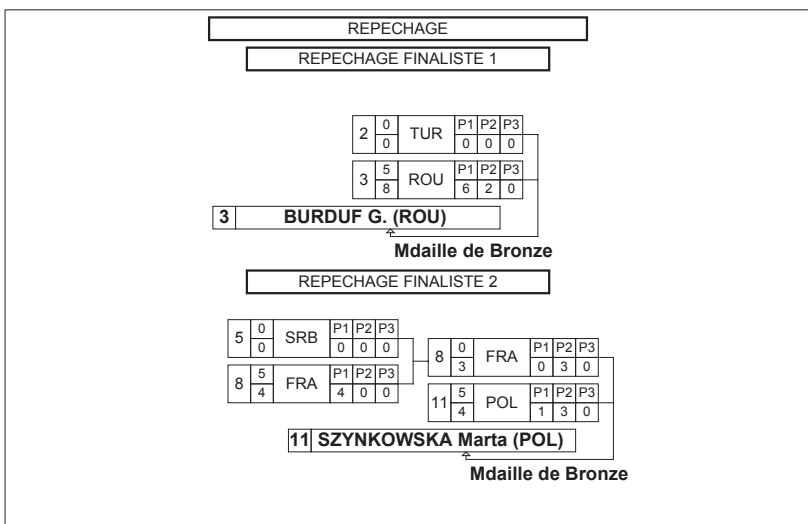 REPECHAGE
REPECHAGE FINALISTE 1
2 0 TUR P1 P2 P3
0 0 0 0
3 5 ROU P1 P2 P3
8 6 2 0
3 BURDUF G. (ROU)
Mdaille de Bronze
REPECHAGE FINALISTE 2
5 0 SRB P1 P2 P3
0 0 0 0
8 5 FRA P1 P2 P3
4 4 0 0
8 0 FRA P1 P2 P3
3 0 3 0
11 5 POL P1 P2 P3
4 1 3 0
11 SZYNKOWSKA Marta (POL)
Mdaille de Bronze